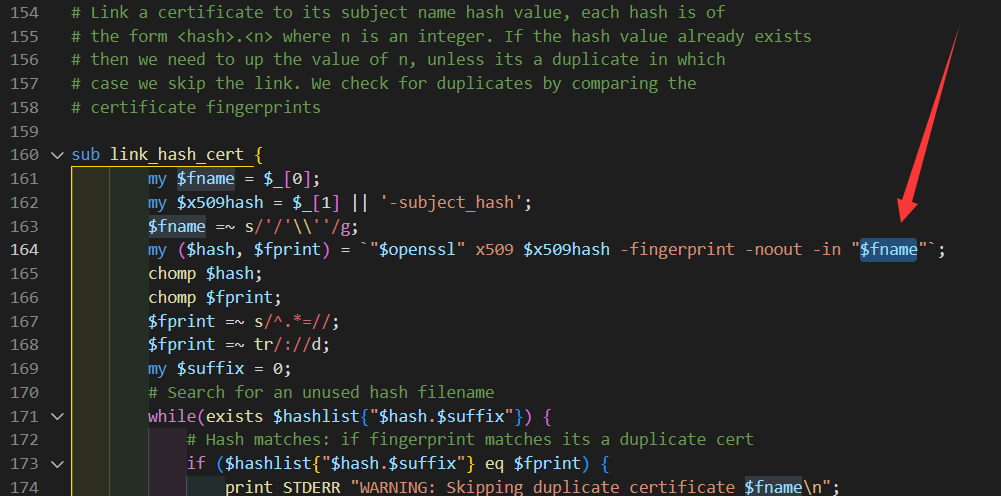 154 # Link a certificate to its subject name hash value, each hash is of
155 # the form <hash>.<n> where n is an integer. If the hash value already exists
156 # then we need to up the value of n, unless its a duplicate in which
157 # case we skip the link. We check for duplicates by comparing the
158 # certificate fingerprints
159
160 sub link_hash_cert {
161 my $fname = $_[0];
162 my $x509hash = $_[1] || '-subject_hash';
163 $fname =~ s/'/'\\''/g;
164 my ($hash, $fprint) = `"$openssl" x509 $x509hash -fingerprint -noout -in "$fname"`;
165 chomp $hash;
166 chomp $fprint;
167 $fprint =~ s/^.*=//;
168 $fprint =~ tr/://d;
169 my $suffix = 0;
170 # Search for an unused hash filename
171 while(exists $hashlist{"$hash.$suffix"}) {
172 # Hash matches: if fingerprint matches its a duplicate cert
173 if ($hashlist{"$hash.$suffix"} eq $fprint) {
174 print STDERR "WARNING: Skipping duplicate certificate $fname\n";